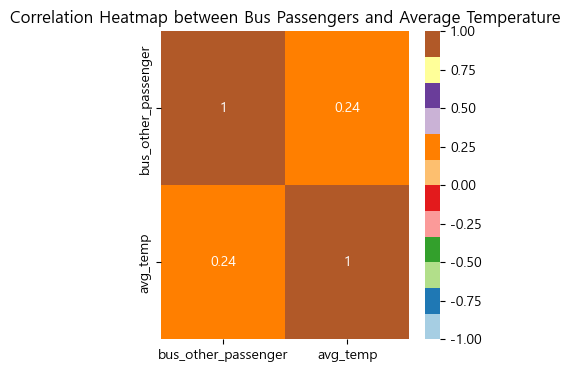 Correlation Heatmap between Bus Passengers and Average Temperature
bus_other_passenger
avg_temp
1
0.24
0.24
1
bus_other_passenger
avg_temp
1.00
0.75
0.50
0.25
0.00
-0.25
-0.50
-0.75
-1.00